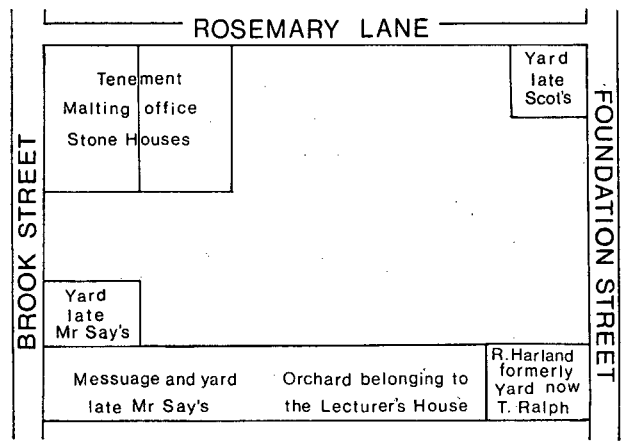 ROSEMARY LANE
Tenement
Malting office
Stone Houses
Yard
late
Scot's
BROOK STREET
FOUNDATION STREET
Yard
late
Mr Say's
Messuage and yard
late Mr Say's
Orchard belonging to
the Lecturer's House
R.Harland
formerly
Yard now
T. Ralph